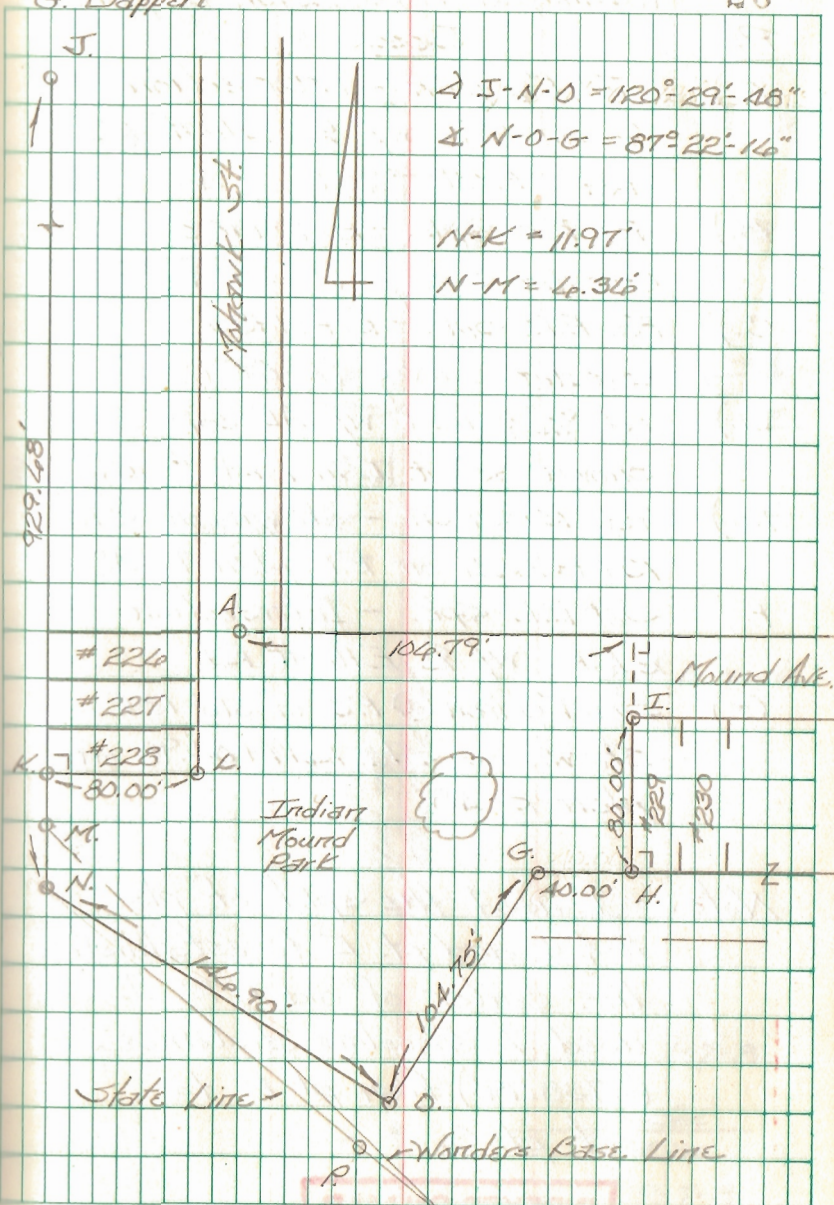 J.
∡ J-N-O = 120°-29'-48"
∡ N-O-G = 87°22'-16"
N-K = 11.97'
N-M = 6.36'
Mohawk St.
929.68'
A.
106.79'
#226
#227
#228
Mound Ave.
I.
K.
80.00'
L.
80.00'
#229
#230
Indian
Mound
Park
M.
G.
40.00'
H.
Z
N.
146.90'
104.75'
State Line
O.
Wonders Base Line
P.